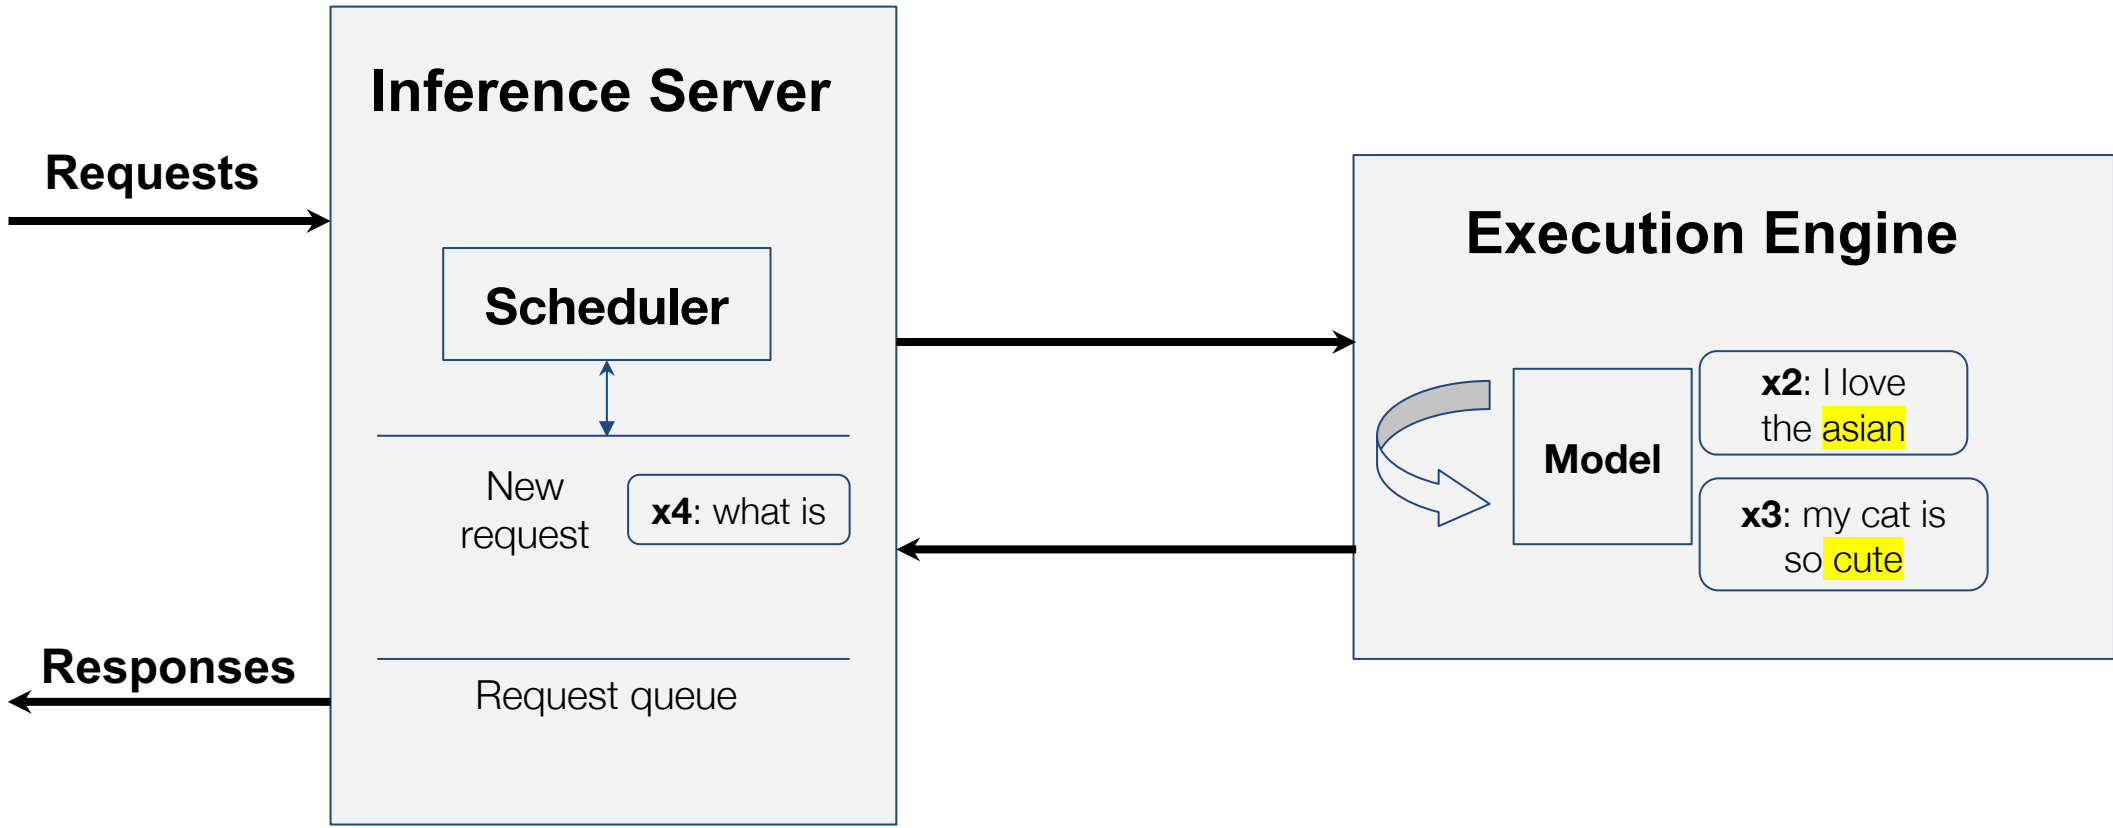 Inference Server
Requests
Scheduler
New
request
x4: what is
Request queue
Responses
Execution Engine
Model
x2: I love
the asian
x3: my cat is
so cute